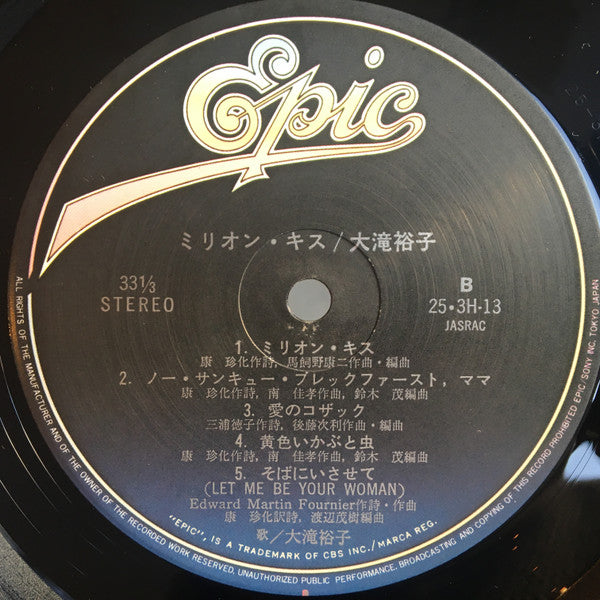 Epic
ミリオン・キス/大滝裕子
33⅓
STEREO
B
25・3H-13
JASRAC
1. ミリオン・キス
康 珍化作詩, 馬飼野康二作曲・編曲
2. ノー・サンキュー・ブレックファースト, ママ
康 珍化作詩, 南 佳孝作曲, 鈴木 茂編曲
3. 愛のコザック
三浦徳子作詩, 後藤次利作曲・編曲
4. 黄色いかぶと虫
康 珍化作詩, 南 佳孝作曲, 鈴木 茂編曲
5. そばにいさせて
(LET ME BE YOUR WOMAN)
Edward Martin Fournier作詩・作曲
康 珍化訳詩, 渡辺茂樹編曲
歌/大滝裕子
"EPIC", IS A TRADEMARK OF CBS INC./MARCA REG.
ALL RIGHTS OF THE MANUFACTURER AND OF THE OWNER OF THE RECORDED WORK RESERVED, UNAUTHORIZED PUBLIC PERFORMANCE, BROADCASTING AND COPYING OF THIS RECORD PROHIBITED EPIC/SONY INC. TOKYO JAPAN